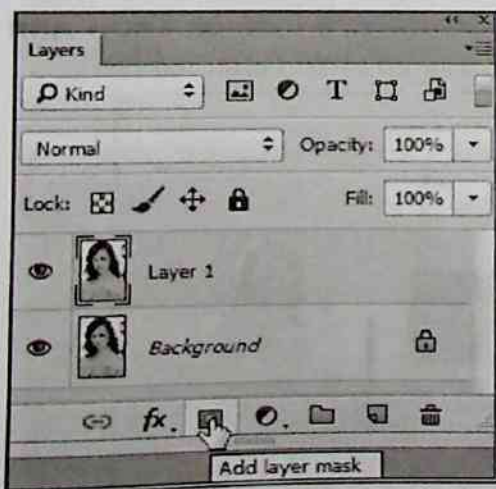 Layers
Kind
Normal Opacity: 100%
Lock: Fill: 100%
Layer 1
Background
fx.
Add layer mask